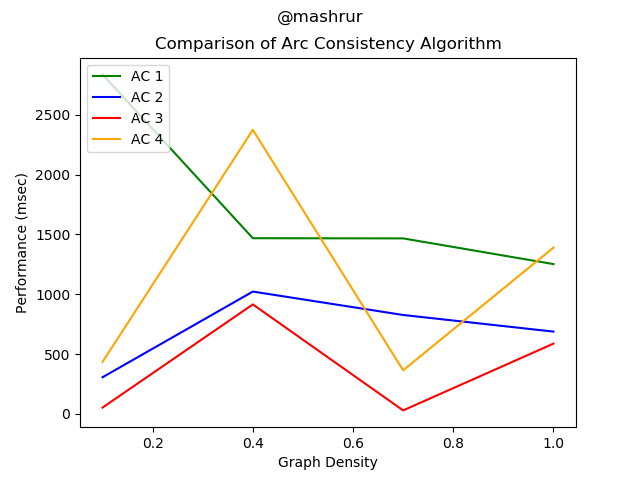 @mashrur
Comparison of Arc Consistency Algorithm
AC 1
AC 2
AC 3
AC 4
Performance (msec)
2500
2000
1500
1000
500
0
0.2 0.4 0.6 0.8 1.0
Graph Density